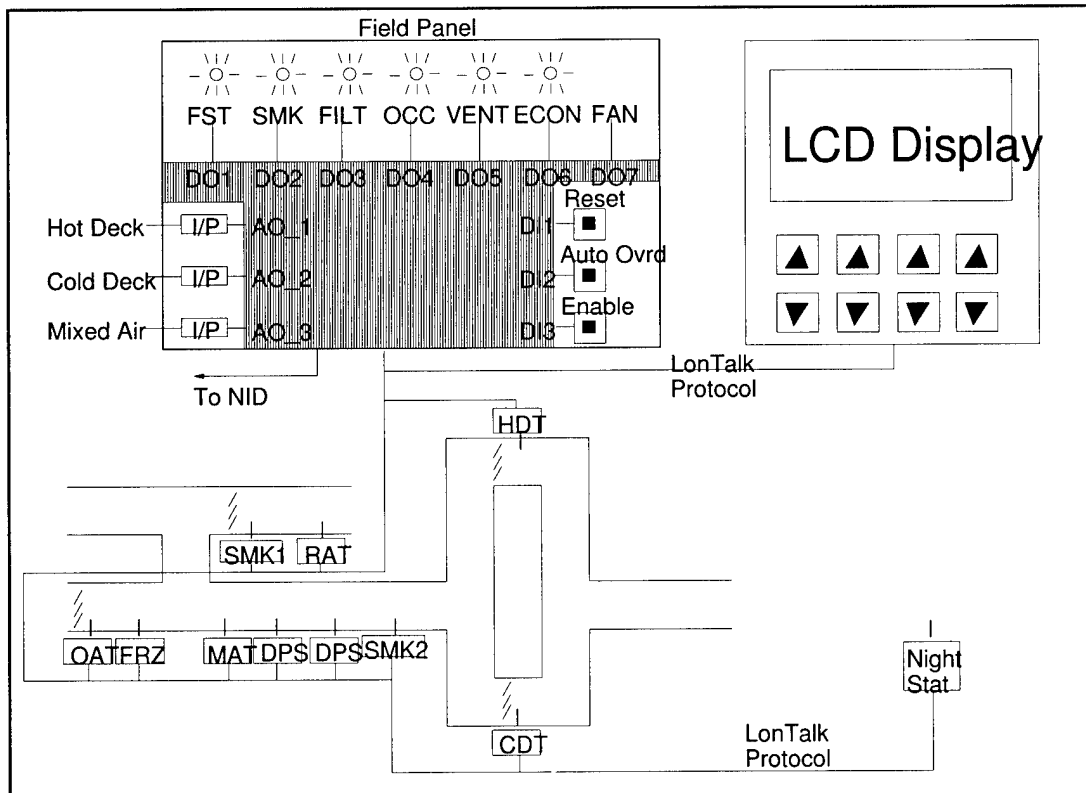 Field Panel
FST SMK FILT OCC VENT ECON FAN
DO1 DO2 DO3 DO4 DO5 DO6 DO7
LCD Display
Reset
Hot Deck I/P AO_1 DI1
Auto Ovrd
Cold Deck I/P AO_2 DI2
Enable
Mixed Air I/P AO_3 DI3
To NID
LonTalk
Protocol
HDT
SMK1 RAT
OAT FRZ MAT DPS DPS SMK2
Night
Stat
CDT
LonTalk
Protocol